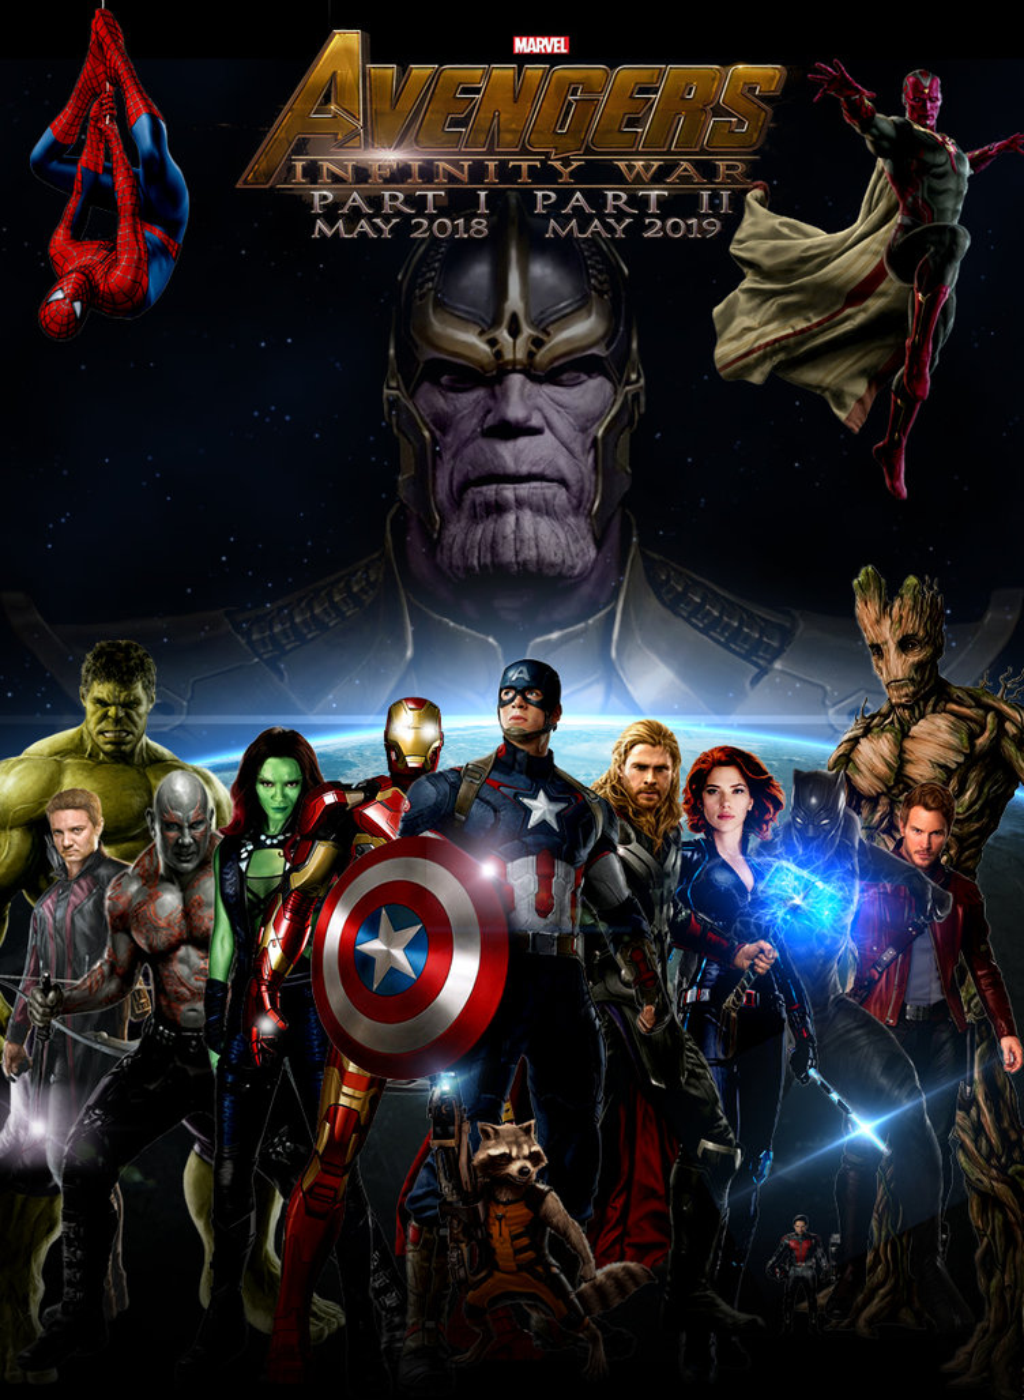 MARVEL
AVENGERS
INFINITY WAR
PART I PART II
MAY 2018 MAY 2019
A